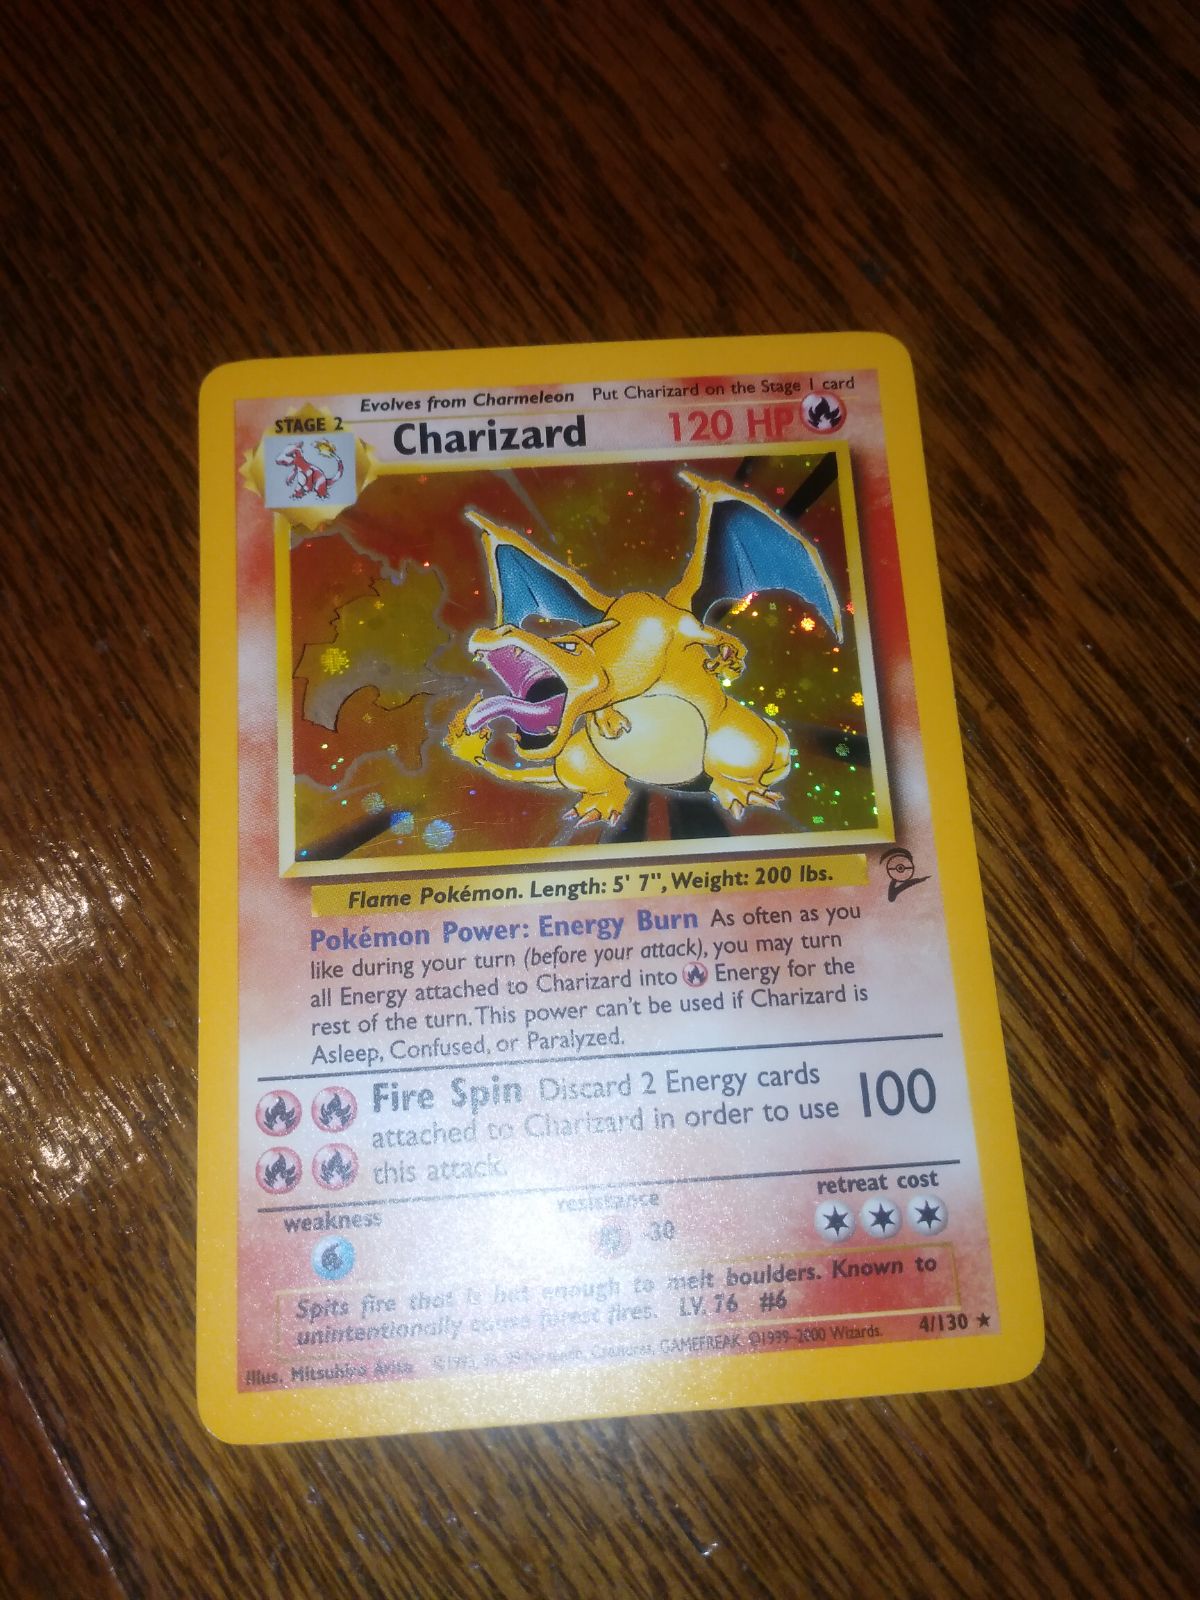 Evolves from Charmeleon Put Charizard on the Stage 1 card
STAGE 2
Charizard 120 HP
Flame Pokémon. Length: 5' 7", Weight: 200 lbs.
Pokémon Power: Energy Burn As often as you
like during your turn (before your attack), you may turn
all Energy attached to Charizard into Energy for the
rest of the turn. This power can't be used if Charizard is
Asleep, Confused, or Paralyzed.
Fire Spin Discard 2 Energy cards
attached to Charizard in order to use 100
this attack.
weakness resistance retreat cost
-30
Spits fire that is hot enough to melt boulders. Known to
unintentionally cause forest fires. LV. 76 #6
Illus. Mitsuhiro Arita Creatures, GAMEFREAK. ©1999-2000 Wizards. 4/130 ★